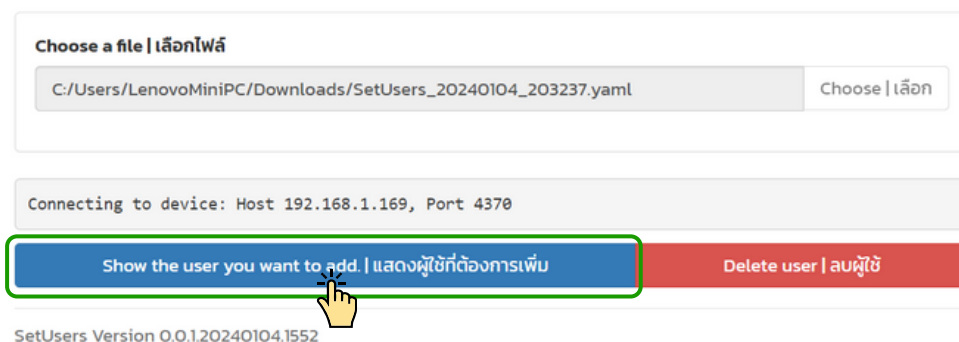 Choose a file | เลือกไฟล์
C:/Users/LenovoMiniPC/Downloads/SetUsers_20240104_203237.yaml
Choose | เลือก
Connecting to device: Host 192.168.1.169, Port 4370
Show the user you want to add. | แสดงผู้ใช้ที่ต้องการเพิ่ม
Delete user | ลบผู้ใช้
SetUsers Version 0.0.1.20240104.1552